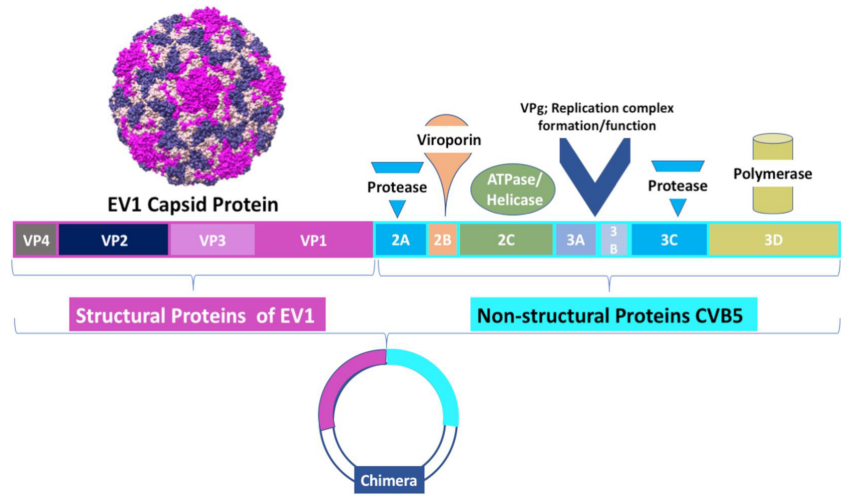 VPg; Replication complex
formation/function
Viroporin
Protease
ATPase/
Helicase
Protease
Polymerase
EV1 Capsid Protein
VP4 VP2 VP3 VP1 2A 2B 2C 3A 3B 3C 3D
Structural Proteins of EV1
Non-structural Proteins CVB5
Chimera